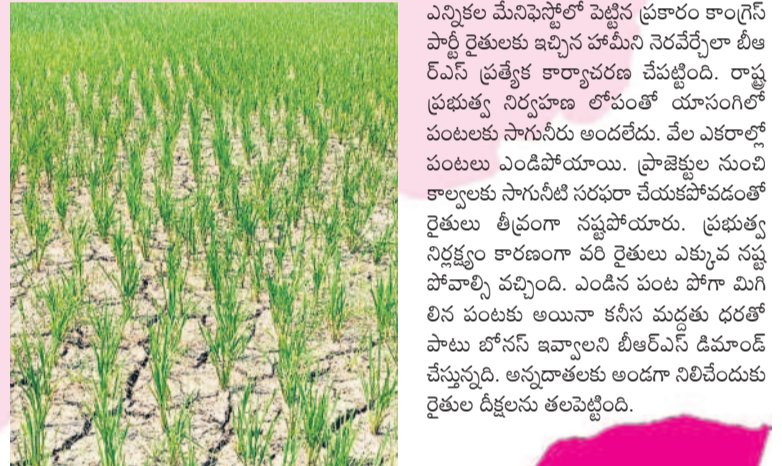 ఎన్నికల మేనిఫెస్టోలో పెట్టిన ప్రకారం కాంగ్రెస్
పార్టీ రైతులకు ఇచ్చిన హామీని నెరవేర్చేలా బీఆ
ర్ఎస్ ప్రత్యేక కార్యాచరణ చేపట్టింది. రాష్ట్ర
ప్రభుత్వ నిర్వహణ లోపంతో యాసంగిలో
పంటలకు సాగునీరు అందలేదు. వేల ఎకరాల్లో
పంటలు ఎండిపోయాయి. ప్రాజెక్టుల నుంచి
కాల్వలకు సాగునీటి సరఫరా చేయకపోవడంతో
రైతులు తీవ్రంగా నష్టపోయారు. ప్రభుత్వ
నిర్లక్ష్యం కారణంగా వరి రైతులు ఎక్కువ నష్ట
పోవాల్సి వచ్చింది. ఎండిన పంట పోగా మిగి
లిన పంటకు అయినా కనీస మద్దతు ధరతో
పాటు బోనస్ ఇవ్వాలని బీఆర్ఎస్ డిమాండ్
చేస్తున్నది. అన్నదాతలకు అండగా నిలిచేందుకు
రైతుల దీక్షలను తలపెట్టింది.